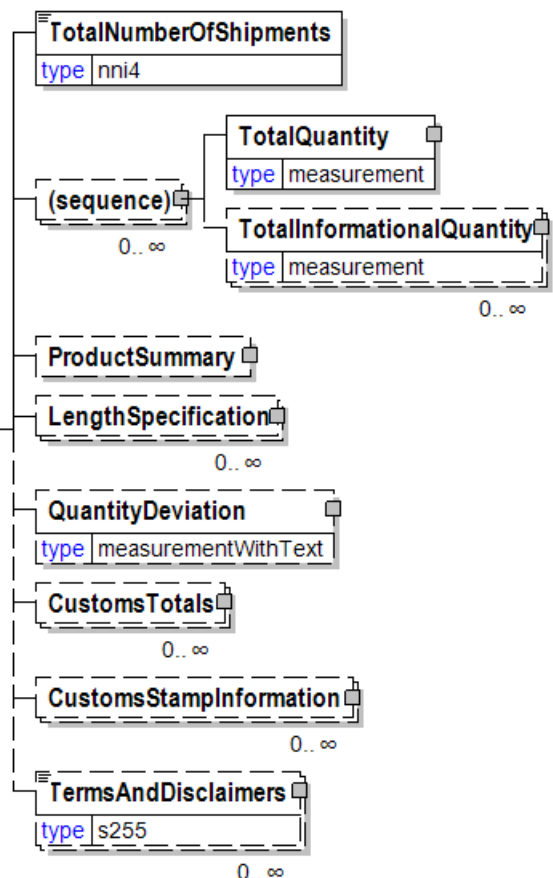 TotalNumberOfShipments
type nni4
TotalQuantity
type measurement
(sequence)
0.. ∞
TotalInformationalQuantity
type measurement
0.. ∞
ProductSummary
LengthSpecification
0.. ∞
QuantityDeviation
type measurementWithText
CustomsTotals
0.. ∞
CustomsStampInformation
0.. ∞
TermsAndDisclaimers
type s255
0.. ∞